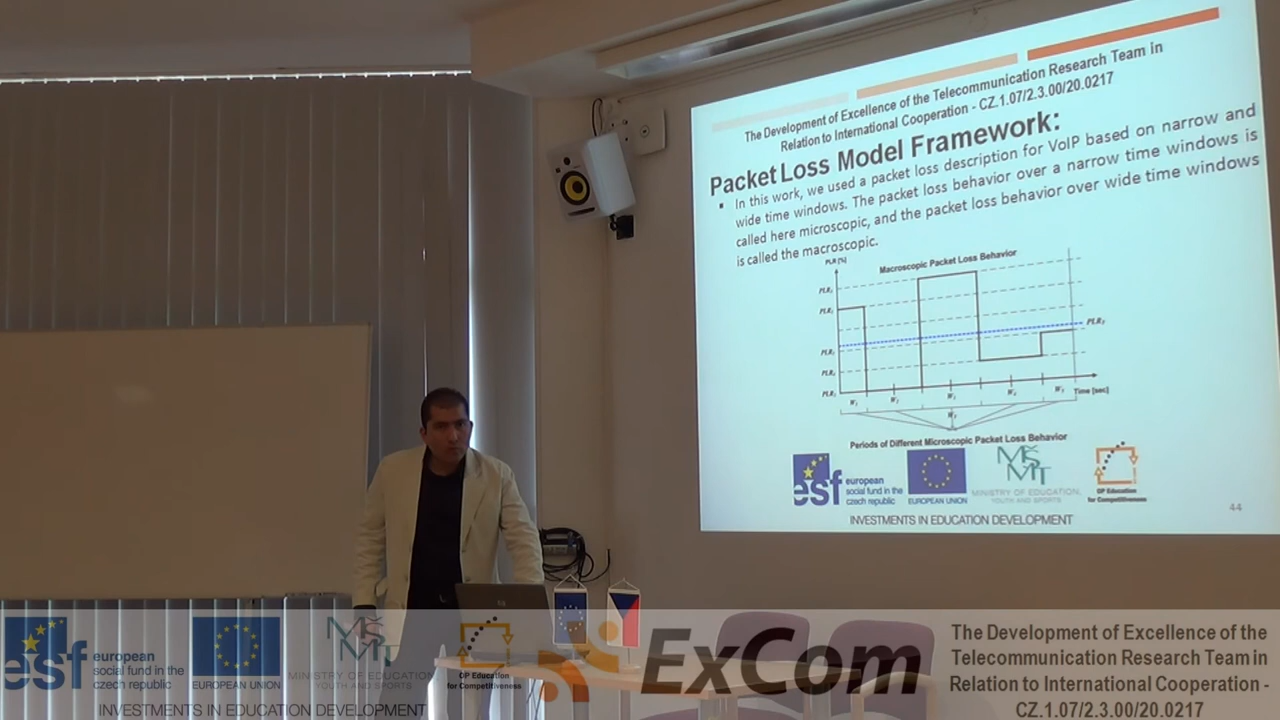 The Development of Excellence of the Telecommunication Research Team in
Relation to International Cooperation - CZ.1.07/2.3.00/20.0217
Packet Loss Model Framework:
▪ In this work, we used a packet loss description for VoIP based on narrow and
wide time windows. The packet loss behavior over a narrow time windows is
called here microscopic, and the packet loss behavior over wide time windows
is called the macroscopic.
PLR [%]
Macroscopic Packet Loss Behavior
Time [sec]
Periods of Different Microscopic Packet Loss Behavior
esf
european
social fund in the
czech republic
EUROPEAN UNION
MŠMT
MINISTRY OF EDUCATION,
YOUTH AND SPORTS
OP Education
for Competitiveness
INVESTMENTS IN EDUCATION DEVELOPMENT
44
hp
esf
european
social fund in the
czech republic
EUROPEAN UNION
MŠMT
MINISTRY OF EDUCATION,
YOUTH AND SPORTS
OP Education
for Competitiveness
INVESTMENTS IN EDUCATION DEVELOPMENT
ExCom
The Development of Excellence of the
Telecommunication Research Team in
Relation to International Cooperation -
CZ.1.07/2.3.00/20.0217